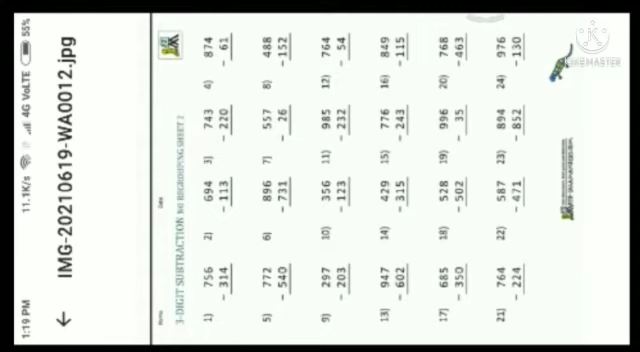 1:19 PM 11.1K/s 4G VoLTE 55%
← IMG-20210619-WA0012.jpg
Name Date
3-DIGIT SUBTRACTION NO REGROUPING SHEET 2
1) 756 2) 694 3) 743 4) 874
- 314 - 113 - 220 - 61
5) 772 6) 896 7) 557 8) 488
- 540 - 731 - 26 - 152
9) 297 10) 356 11) 985 12) 764
- 203 - 123 - 232 - 54
13) 947 14) 429 15) 776 16) 849
- 602 - 315 - 243 - 115
17) 685 18) 528 19) 996 20) 768
- 350 - 502 - 35 - 463
21) 764 22) 587 23) 894 24) 976
- 224 - 471 - 852 - 130
KINEMASTER